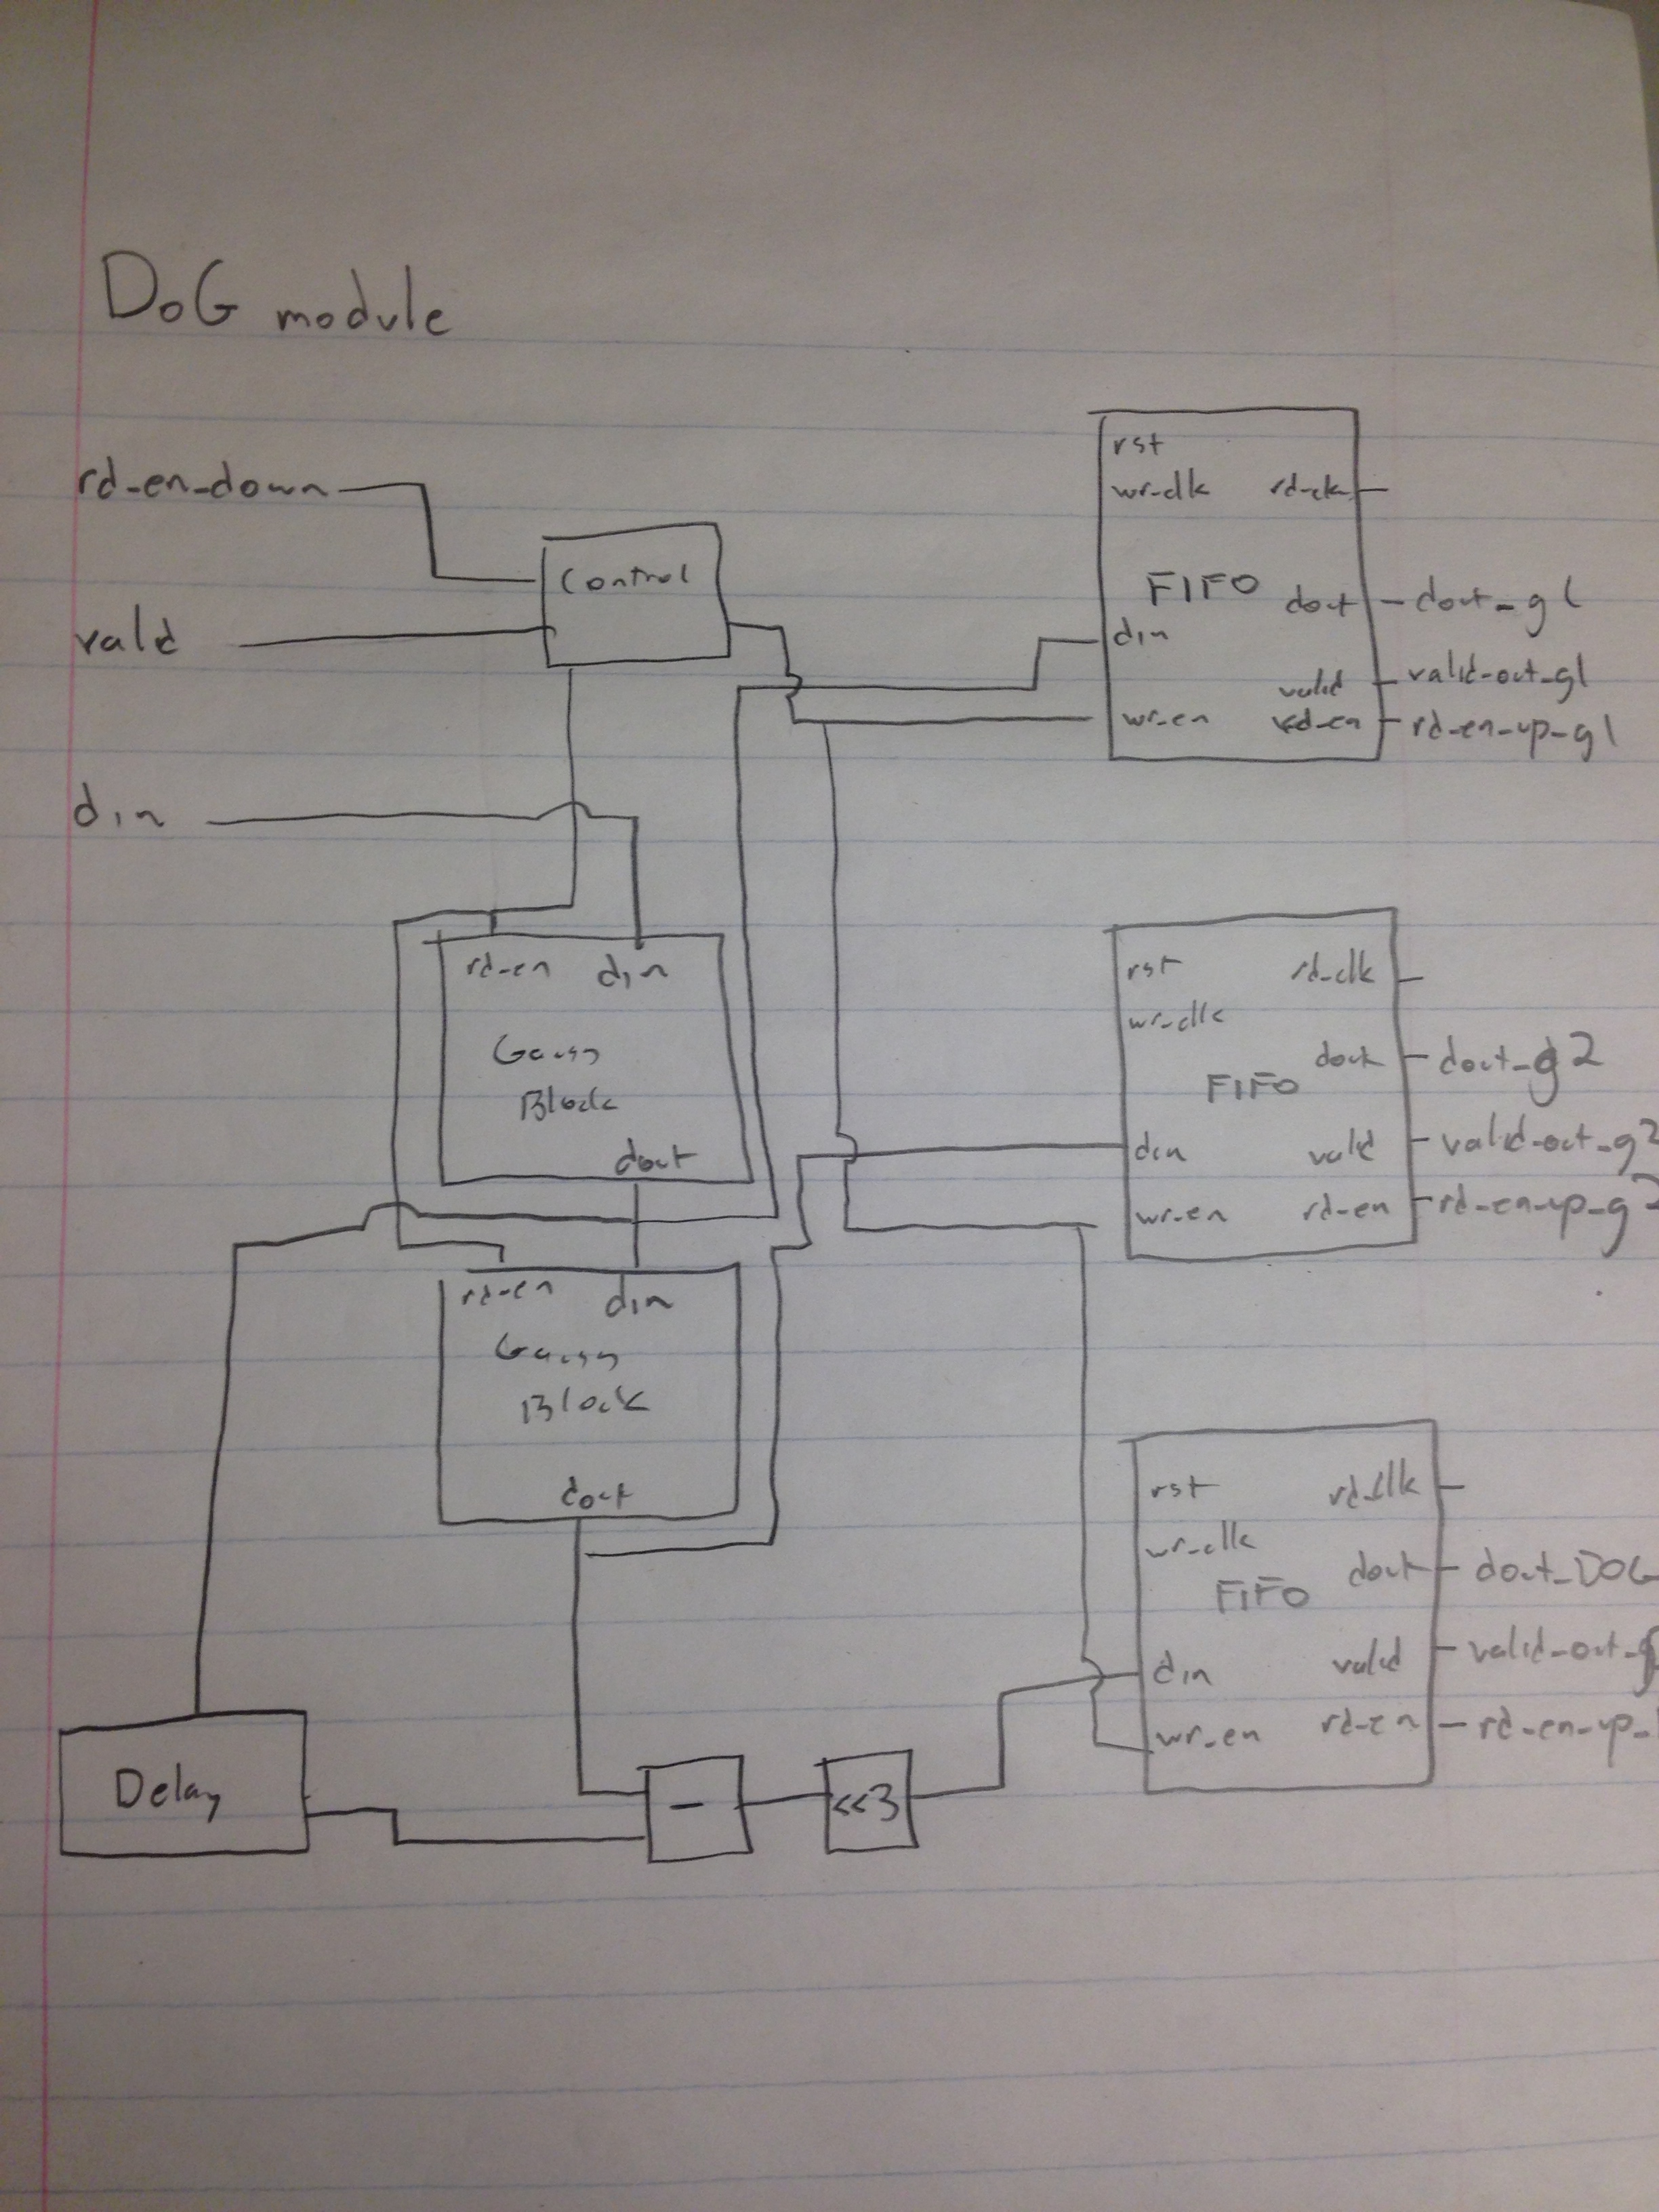 DoG module
rd-en-down
valid
din
Control
rst
wr-clk rd-clk
FIFO
dout dout_g1
din
valid valid-out-g1
wr-en rd-en rd-en-up-g1
rd-en din
Gauss
Block
dout
rst rd-clk
wr-clk
dout dout-g2
FIFO
din valid valid-out-g2
wr-en rd-en rd-en-up-g2
rd-en din
Gauss
Block
dout
rst rd-clk
wr-clk
dout dout-DOG
FIFO
din valid valid-out-
wr-en rd-en rd-en-up-
Delay
-
<<3